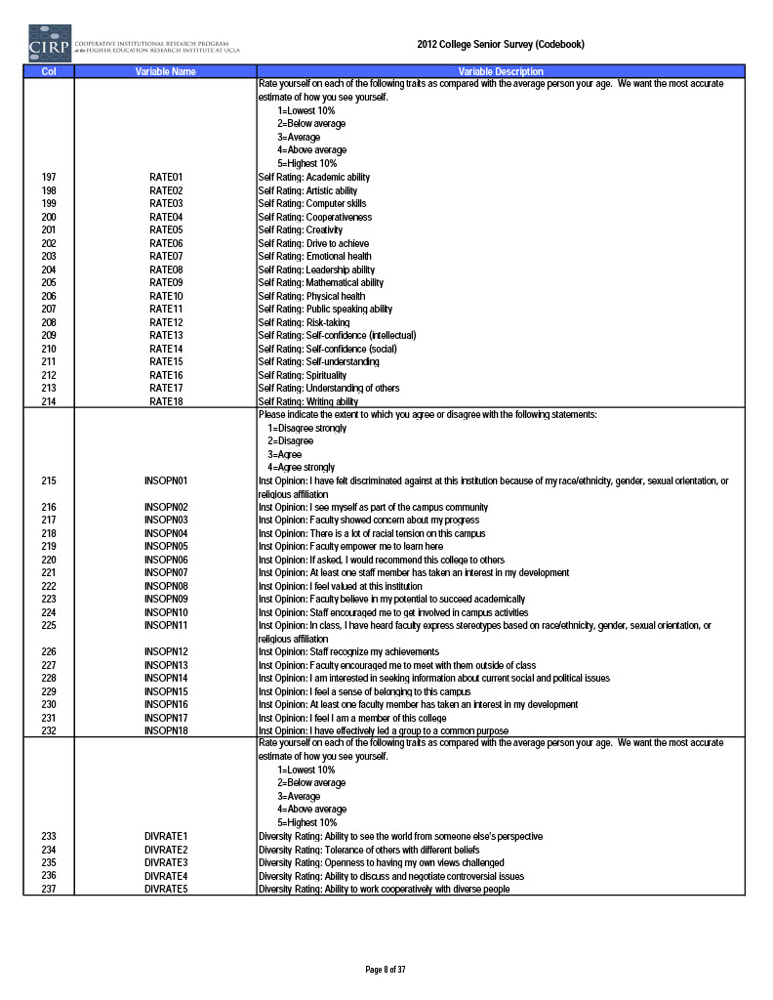 CIRP COOPERATIVE INSTITUTIONAL RESEARCH PROGRAM
at the HIGHER EDUCATION RESEARCH INSTITUTE AT UCLA
2012 College Senior Survey (Codebook)
Col Variable Name Variable Description
Rate yourself on each of the following traits as compared with the average person your age. We want the most accurate
estimate of how you see yourself.
1=Lowest 10%
2=Below average
3=Average
4=Above average
5=Highest 10%
197 RATE01 Self Rating: Academic ability
198 RATE02 Self Rating: Artistic ability
199 RATE03 Self Rating: Computer skills
200 RATE04 Self Rating: Cooperativeness
201 RATE05 Self Rating: Creativity
202 RATE06 Self Rating: Drive to achieve
203 RATE07 Self Rating: Emotional health
204 RATE08 Self Rating: Leadership ability
205 RATE09 Self Rating: Mathematical ability
206 RATE10 Self Rating: Physical health
207 RATE11 Self Rating: Public speaking ability
208 RATE12 Self Rating: Risk-taking
209 RATE13 Self Rating: Self-confidence (intellectual)
210 RATE14 Self Rating: Self-confidence (social)
211 RATE15 Self Rating: Self-understanding
212 RATE16 Self Rating: Spirituality
213 RATE17 Self Rating: Understanding of others
214 RATE18 Self Rating: Writing ability
Please indicate the extent to which you agree or disagree with the following statements:
1=Disagree strongly
2=Disagree
3=Agree
4=Agree strongly
215 INSOPN01 Inst Opinion: I have felt discriminated against at this institution because of my race/ethnicity, gender, sexual orientation, or
religious affiliation
216 INSOPN02 Inst Opinion: I see myself as part of the campus community
217 INSOPN03 Inst Opinion: Faculty showed concern about my progress
218 INSOPN04 Inst Opinion: There is a lot of racial tension on this campus
219 INSOPN05 Inst Opinion: Faculty empower me to learn here
220 INSOPN06 Inst Opinion: If asked, I would recommend this college to others
221 INSOPN07 Inst Opinion: At least one staff member has taken an interest in my development
222 INSOPN08 Inst Opinion: I feel valued at this institution
223 INSOPN09 Inst Opinion: Faculty believe in my potential to succeed academically
224 INSOPN10 Inst Opinion: Staff encouraged me to get involved in campus activities
225 INSOPN11 Inst Opinion: In class, I have heard faculty express stereotypes based on race/ethnicity, gender, sexual orientation, or
religious affiliation
226 INSOPN12 Inst Opinion: Staff recognize my achievements
227 INSOPN13 Inst Opinion: Faculty encouraged me to meet with them outside of class
228 INSOPN14 Inst Opinion: I am interested in seeking information about current social and political issues
229 INSOPN15 Inst Opinion: I feel a sense of belonging to this campus
230 INSOPN16 Inst Opinion: At least one faculty member has taken an interest in my development
231 INSOPN17 Inst Opinion: I feel I am a member of this college
232 INSOPN18 Inst Opinion: I have effectively led a group to a common purpose
Rate yourself on each of the following traits as compared with the average person your age. We want the most accurate
estimate of how you see yourself.
1=Lowest 10%
2=Below average
3=Average
4=Above average
5=Highest 10%
233 DIVRATE1 Diversity Rating: Ability to see the world from someone else's perspective
234 DIVRATE2 Diversity Rating: Tolerance of others with different beliefs
235 DIVRATE3 Diversity Rating: Openness to having my own views challenged
236 DIVRATE4 Diversity Rating: Ability to discuss and negotiate controversial issues
237 DIVRATE5 Diversity Rating: Ability to work cooperatively with diverse people
Page 8 of 37